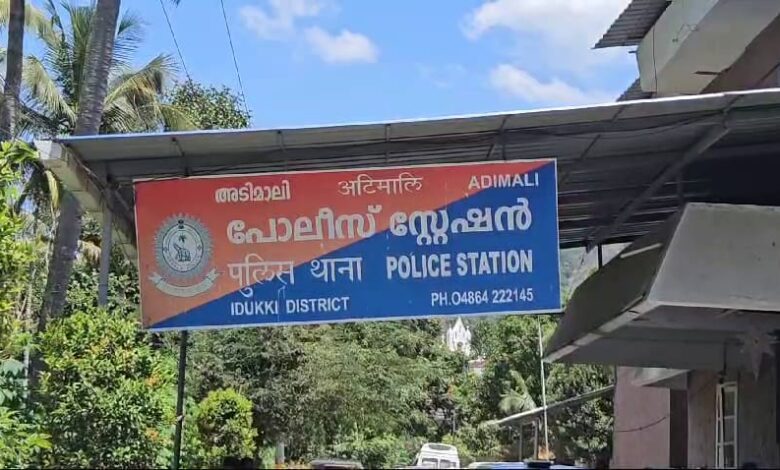 അടിമാലി अटिमालि ADIMALI
പോലീസ് സ്റ്റേഷൻ
पुलिस थाना POLICE STATION
IDUKKI DISTRICT PH.04864 222145